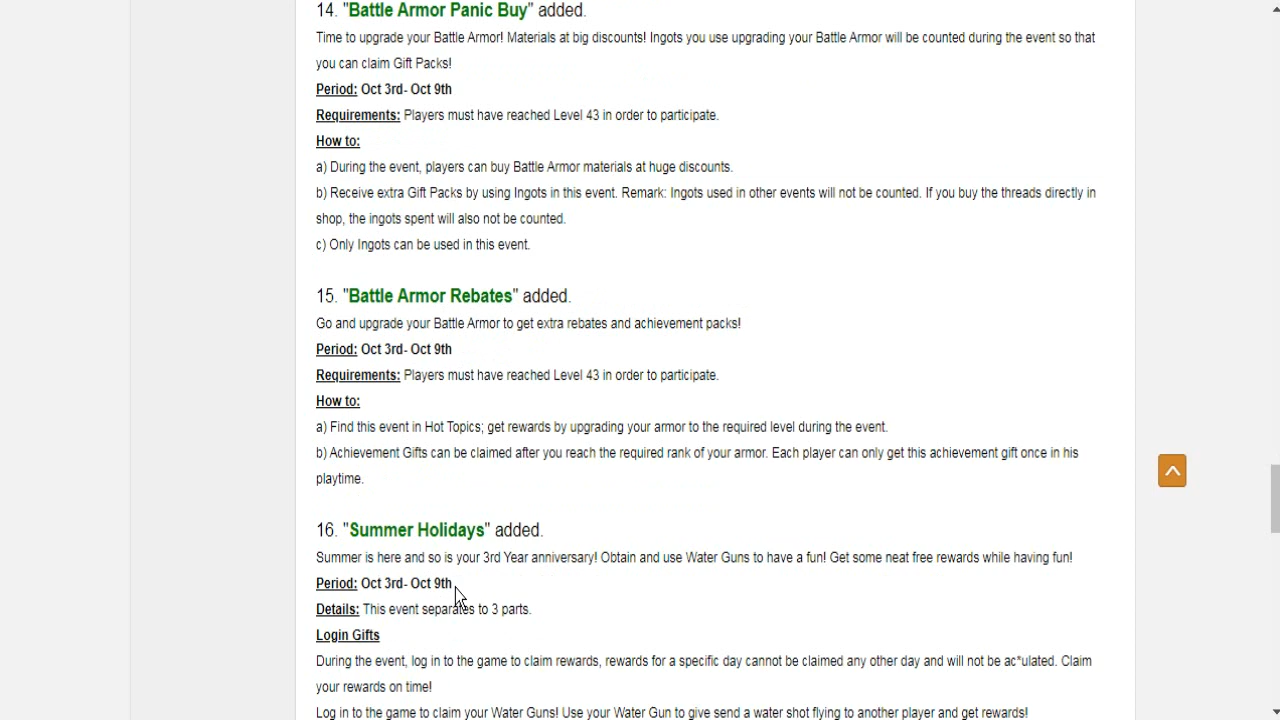 14. "Battle Armor Panic Buy" added.
Time to upgrade your Battle Armor! Materials at big discounts! Ingots you use upgrading your Battle Armor will be counted during the event so that
you can claim Gift Packs!
Period: Oct 3rd- Oct 9th
Requirements: Players must have reached Level 43 in order to participate.
How to:
a) During the event, players can buy Battle Armor materials at huge discounts.
b) Receive extra Gift Packs by using Ingots in this event. Remark: Ingots used in other events will not be counted. If you buy the threads directly in
shop, the ingots spent will also not be counted.
c) Only Ingots can be used in this event.
15. "Battle Armor Rebates" added.
Go and upgrade your Battle Armor to get extra rebates and achievement packs!
Period: Oct 3rd- Oct 9th
Requirements: Players must have reached Level 43 in order to participate.
How to:
a) Find this event in Hot Topics; get rewards by upgrading your armor to the required level during the event.
b) Achievement Gifts can be claimed after you reach the required rank of your armor. Each player can only get this achievement gift once in his
playtime.
16. "Summer Holidays" added.
Summer is here and so is your 3rd Year anniversary! Obtain and use Water Guns to have a fun! Get some neat free rewards while having fun!
Period: Oct 3rd- Oct 9th
Details: This event separates to 3 parts.
Login Gifts
During the event, log in to the game to claim rewards, rewards for a specific day cannot be claimed any other day and will not be ac*ulated. Claim
your rewards on time!
Log in to the game to claim your Water Guns! Use your Water Gun to give send a water shot flying to another player and get rewards!